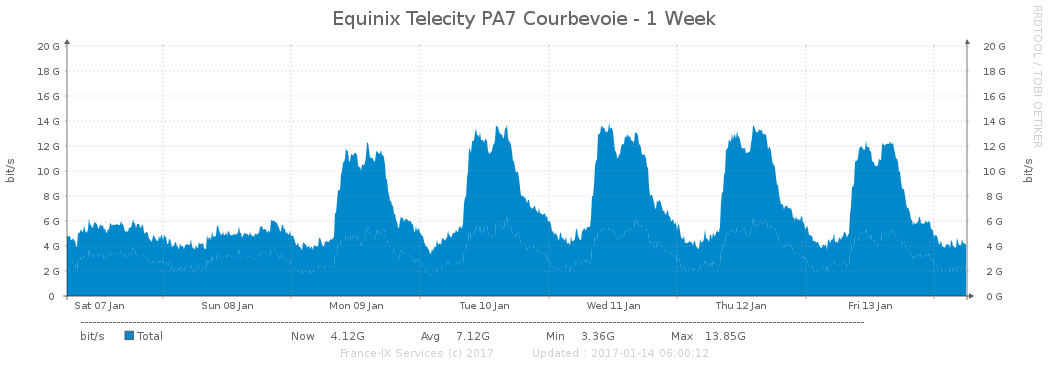 Equinix Telecity PA7 Courbevoie - 1 Week
RRDTOOL / TOBI OETIKER
bit/s
20 G
18 G
16 G
14 G
12 G
10 G
8 G
6 G
4 G
2 G
0
20 G
18 G
16 G
14 G
12 G
10 G
8 G
6 G
4 G
2 G
0 G
bit/s
Sat 07 Jan Sun 08 Jan Mon 09 Jan Tue 10 Jan Wed 11 Jan Thu 12 Jan Fri 13 Jan
bit/s Total Now 4.12G Avg 7.12G Min 3.36G Max 13.85G
France-IX Services (c) 2017 Updated : 2017-01-14 06:00:12